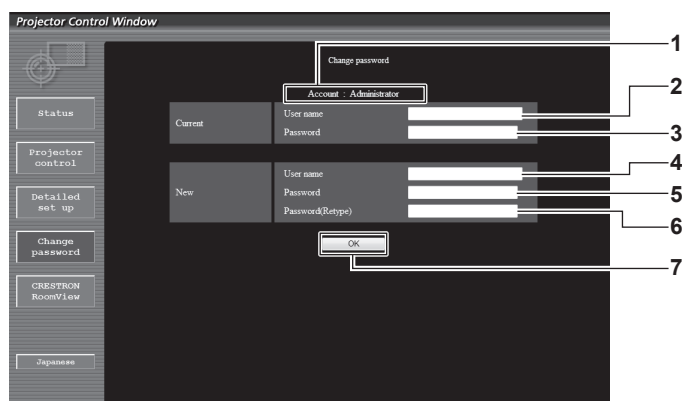 Projector Control Window
Change password
Account : Administrator
Current
User name
Password
New
User name
Password
Password(Retype)
OK
Status
Projector
control
Detailed
set up
Change
password
CRESTRON
RoomView
Japanese
1
2
3
4
5
6
7